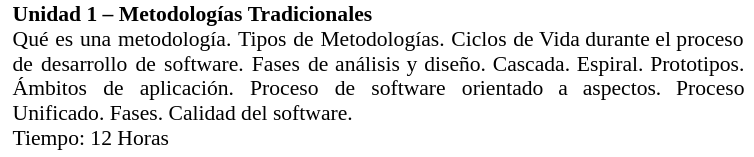 Unidad 1 – Metodologías Tradicionales
Qué es una metodología. Tipos de Metodologías. Ciclos de Vida durante el proceso
de desarrollo de software. Fases de análisis y diseño. Cascada. Espiral. Prototipos.
Ámbitos de aplicación. Proceso de software orientado a aspectos. Proceso
Unificado. Fases. Calidad del software.
Tiempo: 12 Horas